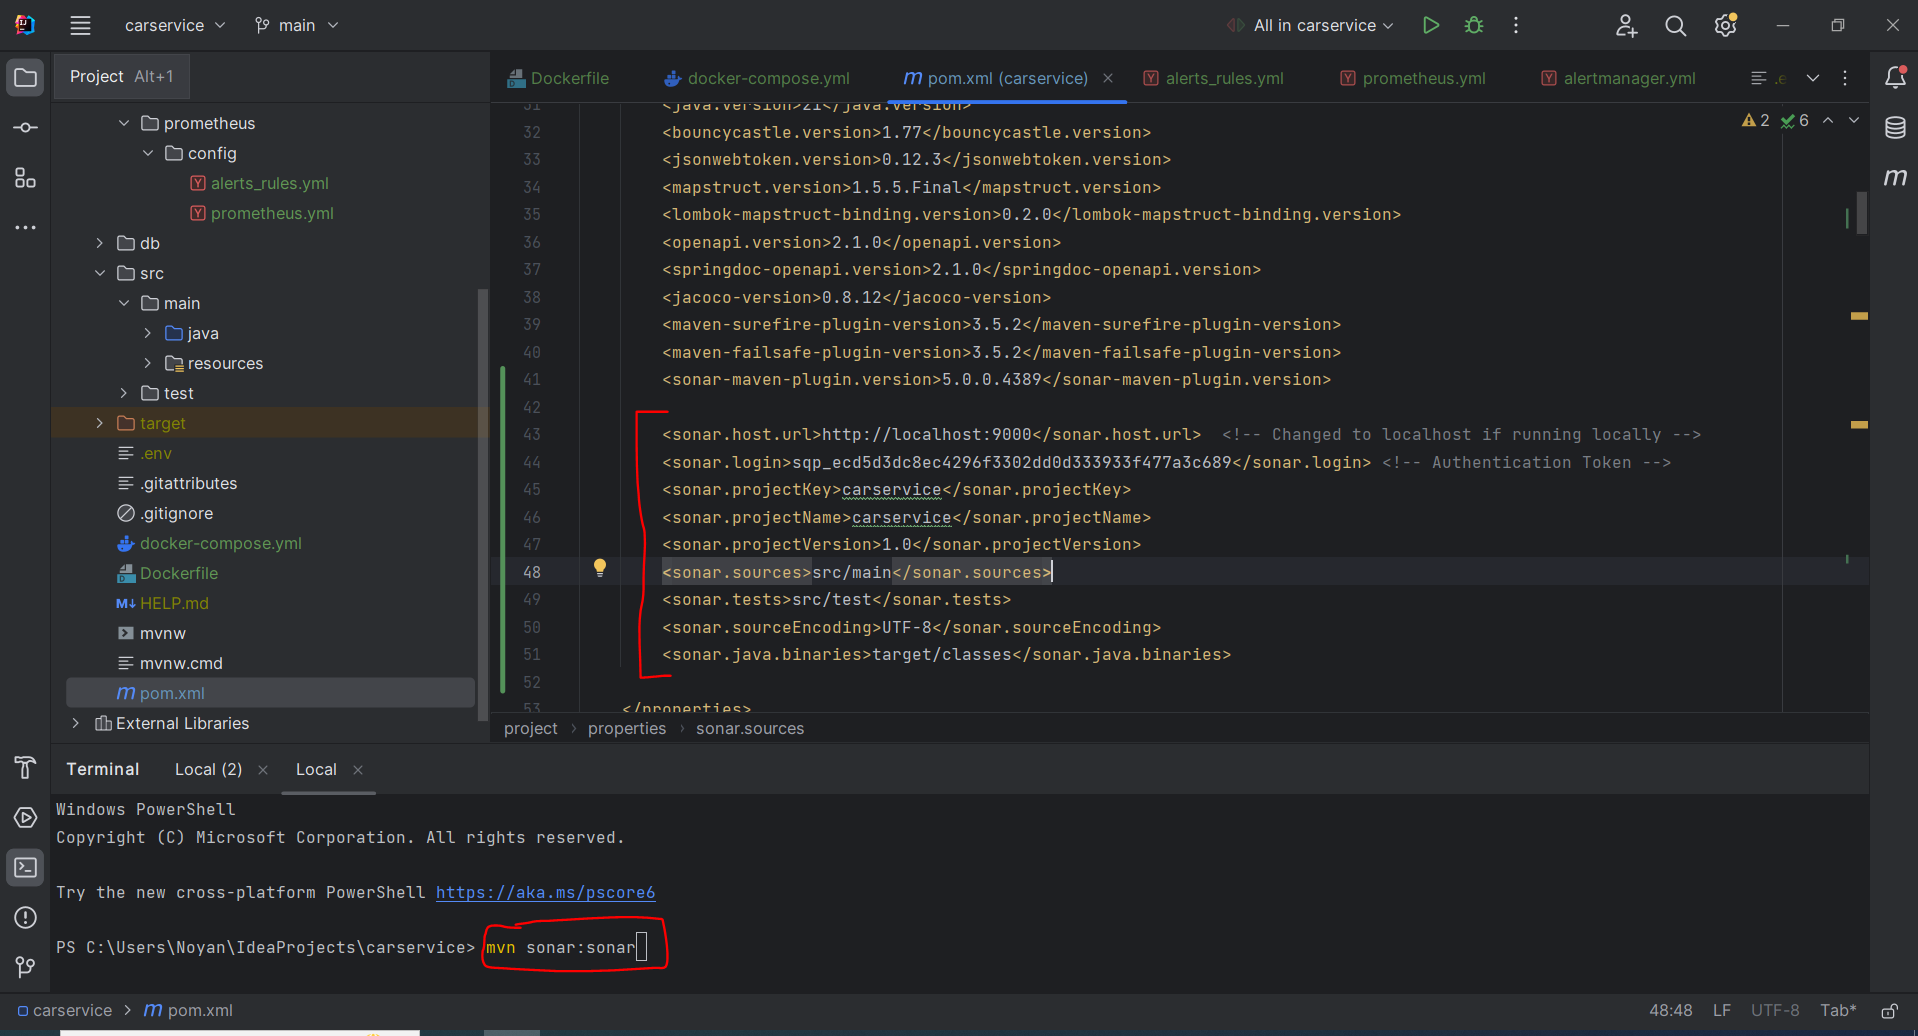 carservice main All in carservice
Project Alt+1
Dockerfile docker-compose.yml pom.xml (carservice) alerts_rules.yml prometheus.yml alertmanager.yml .e
prometheus
config
alerts_rules.yml
prometheus.yml
db
src
main
java
resources
test
target
.env
.gitattributes
.gitignore
docker-compose.yml
Dockerfile
HELP.md
mvnw
mvnw.cmd
pom.xml
External Libraries
2 6
31 <java.version>21</java.version>
32 <bouncycastle.version>1.77</bouncycastle.version>
33 <jsonwebtoken.version>0.12.3</jsonwebtoken.version>
34 <mapstruct.version>1.5.5.Final</mapstruct.version>
35 <lombok-mapstruct-binding.version>0.2.0</lombok-mapstruct-binding.version>
36 <openapi.version>2.1.0</openapi.version>
37 <springdoc-openapi.version>2.1.0</springdoc-openapi.version>
38 <jacoco-version>0.8.12</jacoco-version>
39 <maven-surefire-plugin-version>3.5.2</maven-surefire-plugin-version>
40 <maven-failsafe-plugin-version>3.5.2</maven-failsafe-plugin-version>
41 <sonar-maven-plugin.version>5.0.0.4389</sonar-maven-plugin.version>
42
43 <sonar.host.url>http://localhost:9000</sonar.host.url> <!-- Changed to localhost if running locally -->
44 <sonar.login>sqp_ecd5d3dc8ec4296f3302dd0d333933f477a3c689</sonar.login> <!-- Authentication Token -->
45 <sonar.projectKey>carservice</sonar.projectKey>
46 <sonar.projectName>carservice</sonar.projectName>
47 <sonar.projectVersion>1.0</sonar.projectVersion>
48 <sonar.sources>src/main</sonar.sources>
49 <sonar.tests>src/test</sonar.tests>
50 <sonar.sourceEncoding>UTF-8</sonar.sourceEncoding>
51 <sonar.java.binaries>target/classes</sonar.java.binaries>
52
53 </properties>
project > properties > sonar.sources
Terminal Local (2) Local
Windows PowerShell
Copyright (C) Microsoft Corporation. All rights reserved.
Try the new cross-platform PowerShell https://aka.ms/pscore6
PS C:\Users\Noyan\IdeaProjects\carservice> mvn sonar:sonar
carservice > pom.xml 48:48 LF UTF-8 Tab*